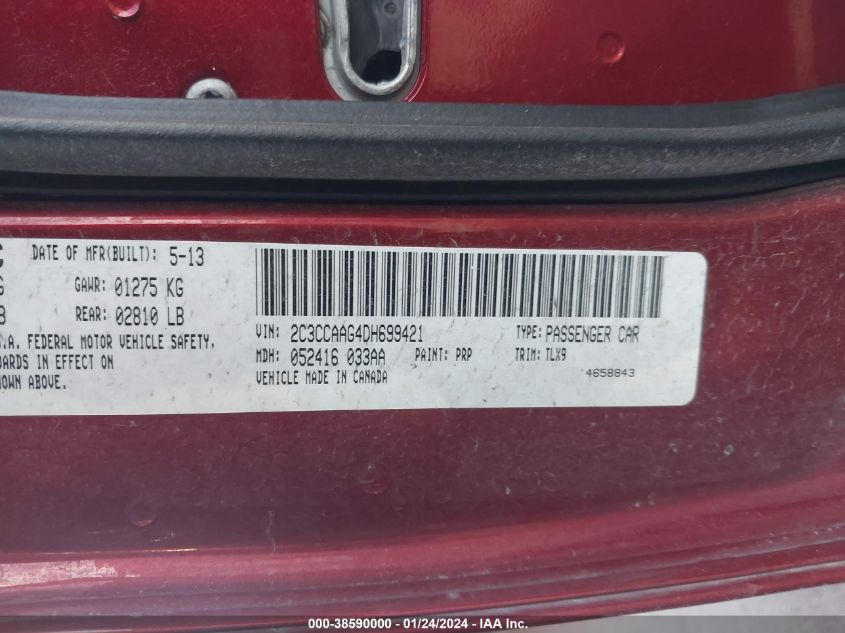 DATE OF MFR(BUILT): 5-13
GAWR: 01275 KG
REAR: 02810 LB
.A. FEDERAL MOTOR VEHICLE SAFETY,
ARDS IN EFFECT ON
OWN ABOVE.
VIN: 2C3CCAAG4DH699421 TYPE: PASSENGER CAR
MDH: 052416 033AA PAINT: PRP TRIM: TLX9
VEHICLE MADE IN CANADA 4658843
000-38590000 - 01/24/2024 - IAA Inc.